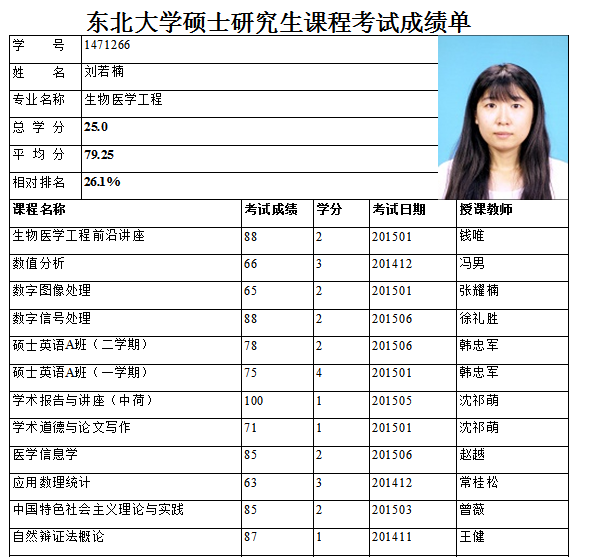 东北大学硕士研究生课程考试成绩单
学 号 1471266
姓 名 刘若楠
专业名称 生物医学工程
总 学 分 25.0
平 均 分 79.25
相对排名 26.1%
课程名称 考试成绩 学分 考试日期 授课教师
生物医学工程前沿讲座 88 2 201501 钱唯
数值分析 66 3 201412 冯男
数字图像处理 65 2 201501 张耀楠
数字信号处理 88 2 201506 徐礼胜
硕士英语A班（二学期） 78 2 201506 韩忠军
硕士英语A班（一学期） 75 4 201501 韩忠军
学术报告与讲座（中荷） 100 1 201505 沈祁萌
学术道德与论文写作 71 1 201501 沈祁萌
医学信息学 85 2 201506 赵越
应用数理统计 63 3 201412 常桂松
中国特色社会主义理论与实践 85 2 201503 曾薇
自然辩证法概论 87 1 201411 王健